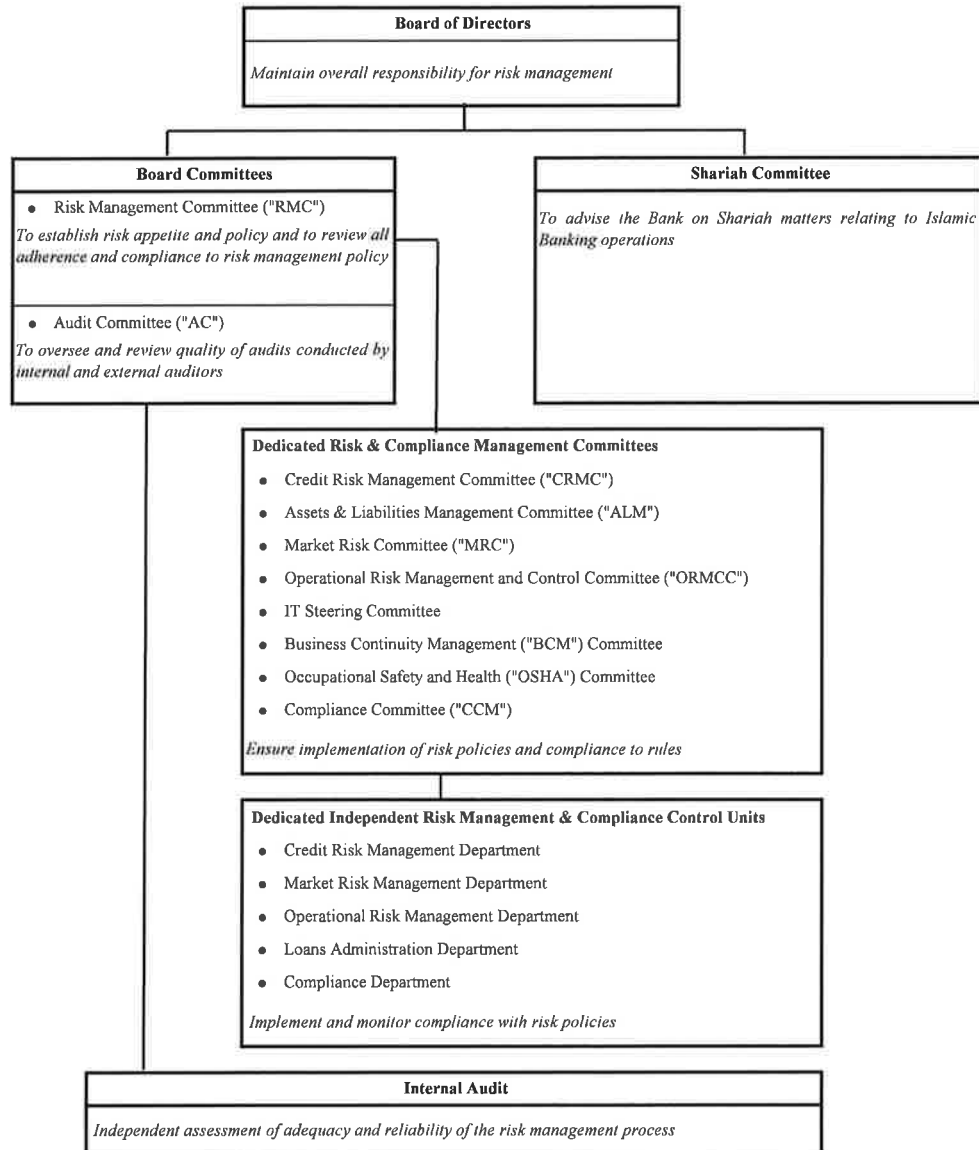 Board of Directors
Maintain overall responsibility for risk management
Board Committees
● Risk Management Committee ("RMC")
To establish risk appetite and policy and to review all
adherence and compliance to risk management policy
● Audit Committee ("AC")
To oversee and review quality of audits conducted by
internal and external auditors
Shariah Committee
To advise the Bank on Shariah matters relating to Islamic
Banking operations
Dedicated Risk & Compliance Management Committees
● Credit Risk Management Committee ("CRMC")
● Assets & Liabilities Management Committee ("ALM")
● Market Risk Committee ("MRC")
● Operational Risk Management and Control Committee ("ORMCC")
● IT Steering Committee
● Business Continuity Management ("BCM") Committee
● Occupational Safety and Health ("OSHA") Committee
● Compliance Committee ("CCM")
Ensure implementation of risk policies and compliance to rules
Dedicated Independent Risk Management & Compliance Control Units
● Credit Risk Management Department
● Market Risk Management Department
● Operational Risk Management Department
● Loans Administration Department
● Compliance Department
Implement and monitor compliance with risk policies
Internal Audit
Independent assessment of adequacy and reliability of the risk management process